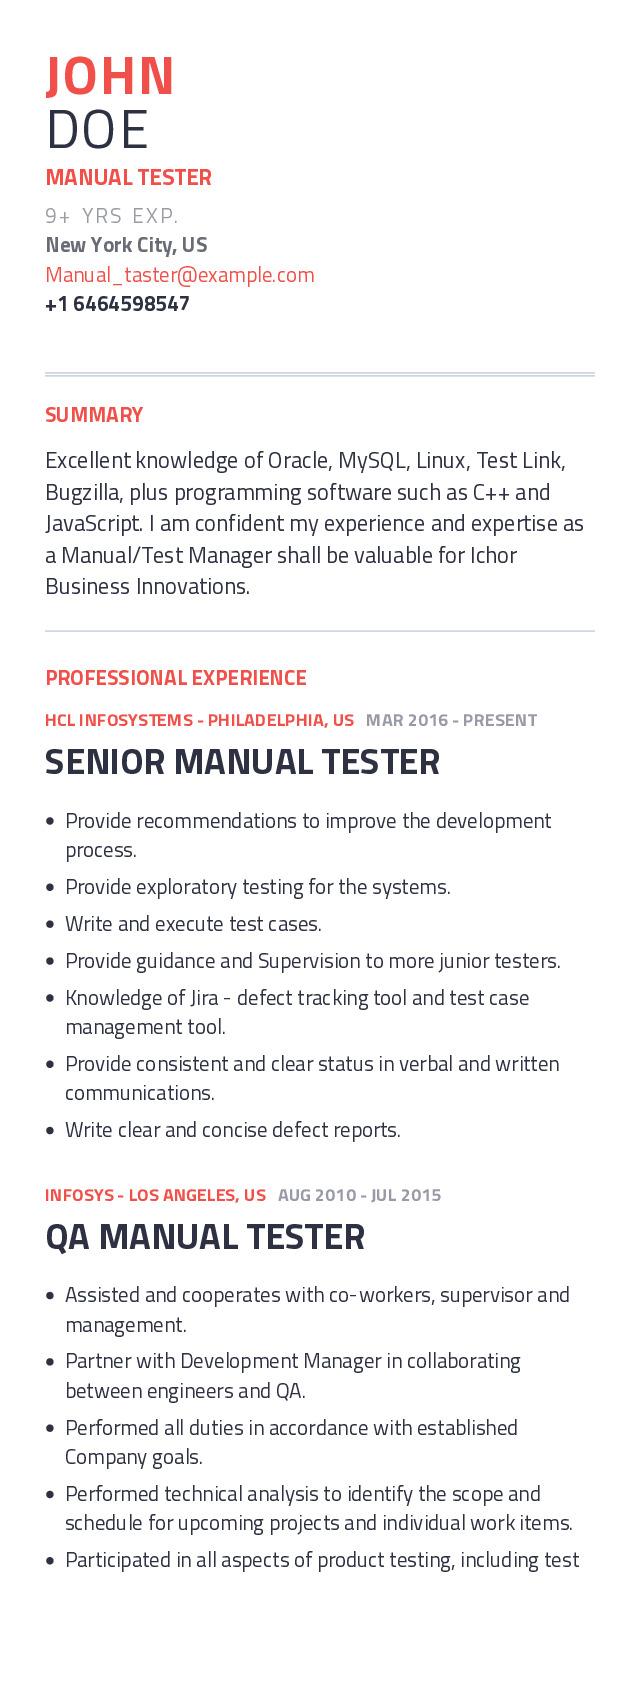 JOHN
DOE
MANUAL TESTER
9+ YRS EXP.
New York City, US
Manual_taster@example.com
+1 6464598547
SUMMARY
Excellent knowledge of Oracle, MySQL, Linux, Test Link,
Bugzilla, plus programming software such as C++ and
JavaScript. I am confident my experience and expertise as
a Manual/Test Manager shall be valuable for Ichor
Business Innovations.
PROFESSIONAL EXPERIENCE
HCL INFOSYSTEMS - PHILADELPHIA, US MAR 2016 - PRESENT
SENIOR MANUAL TESTER
• Provide recommendations to improve the development
process.
• Provide exploratory testing for the systems.
• Write and execute test cases.
• Provide guidance and Supervision to more junior testers.
• Knowledge of Jira - defect tracking tool and test case
management tool.
• Provide consistent and clear status in verbal and written
communications.
• Write clear and concise defect reports.
INFOSYS - LOS ANGELES, US AUG 2010 - JUL 2015
QA MANUAL TESTER
• Assisted and cooperates with co-workers, supervisor and
management.
• Partner with Development Manager in collaborating
between engineers and QA.
• Performed all duties in accordance with established
Company goals.
• Performed technical analysis to identify the scope and
schedule for upcoming projects and individual work items.
• Participated in all aspects of product testing, including test